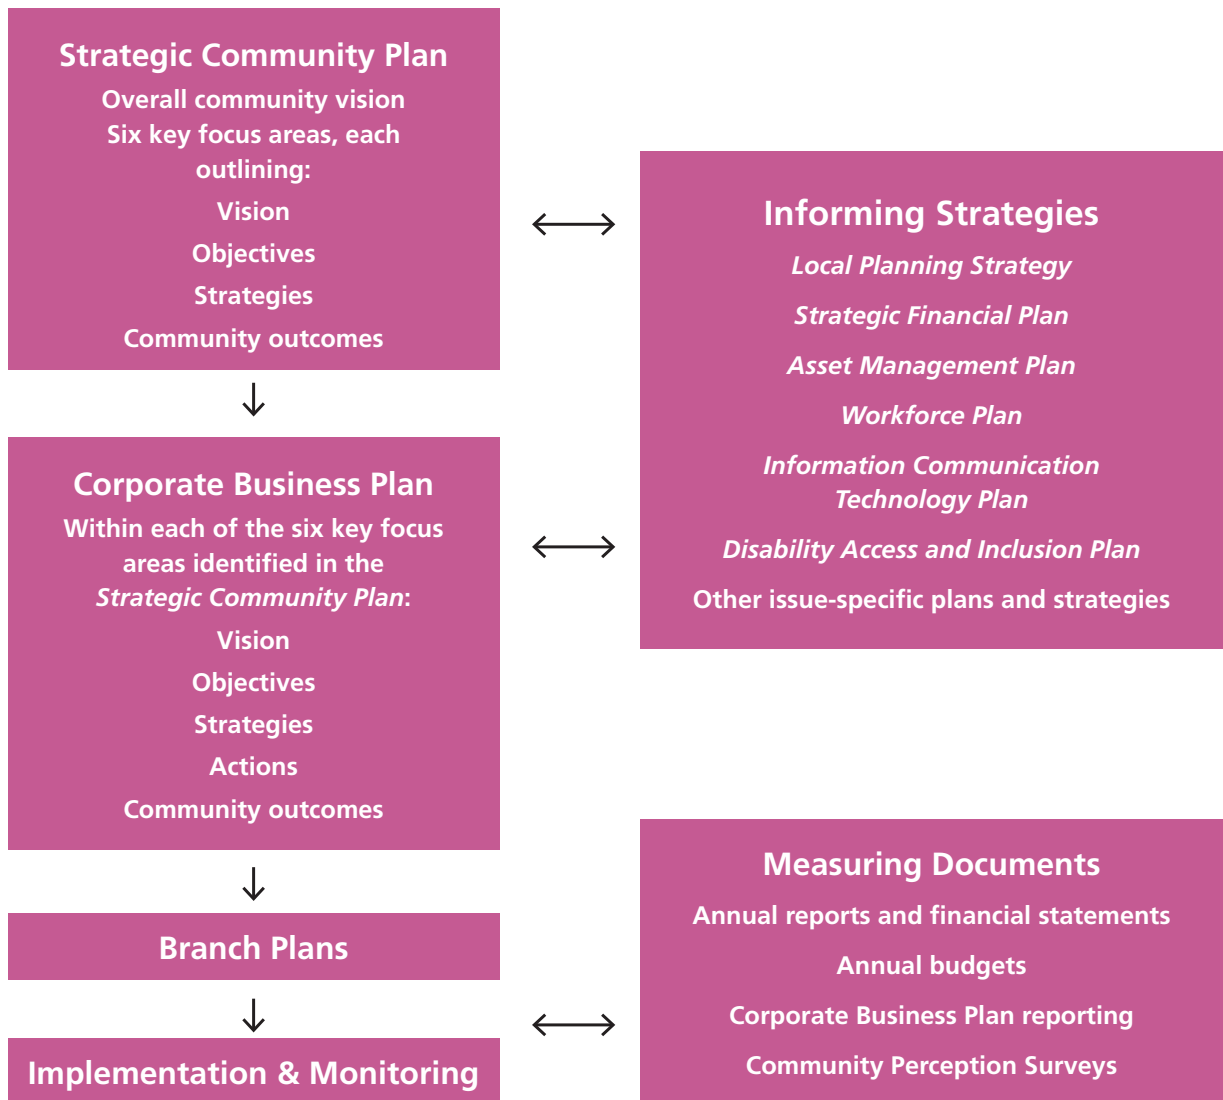 Strategic Community Plan
Overall community vision
Six key focus areas, each
outlining:
Vision
Objectives
Strategies
Community outcomes
Informing Strategies
Local Planning Strategy
Strategic Financial Plan
Asset Management Plan
Workforce Plan
Information Communication
Technology Plan
Disability Access and Inclusion Plan
Other issue-specific plans and strategies
Corporate Business Plan
Within each of the six key focus
areas identified in the
Strategic Community Plan:
Vision
Objectives
Strategies
Actions
Community outcomes
Branch Plans
Implementation & Monitoring
Measuring Documents
Annual reports and financial statements
Annual budgets
Corporate Business Plan reporting
Community Perception Surveys